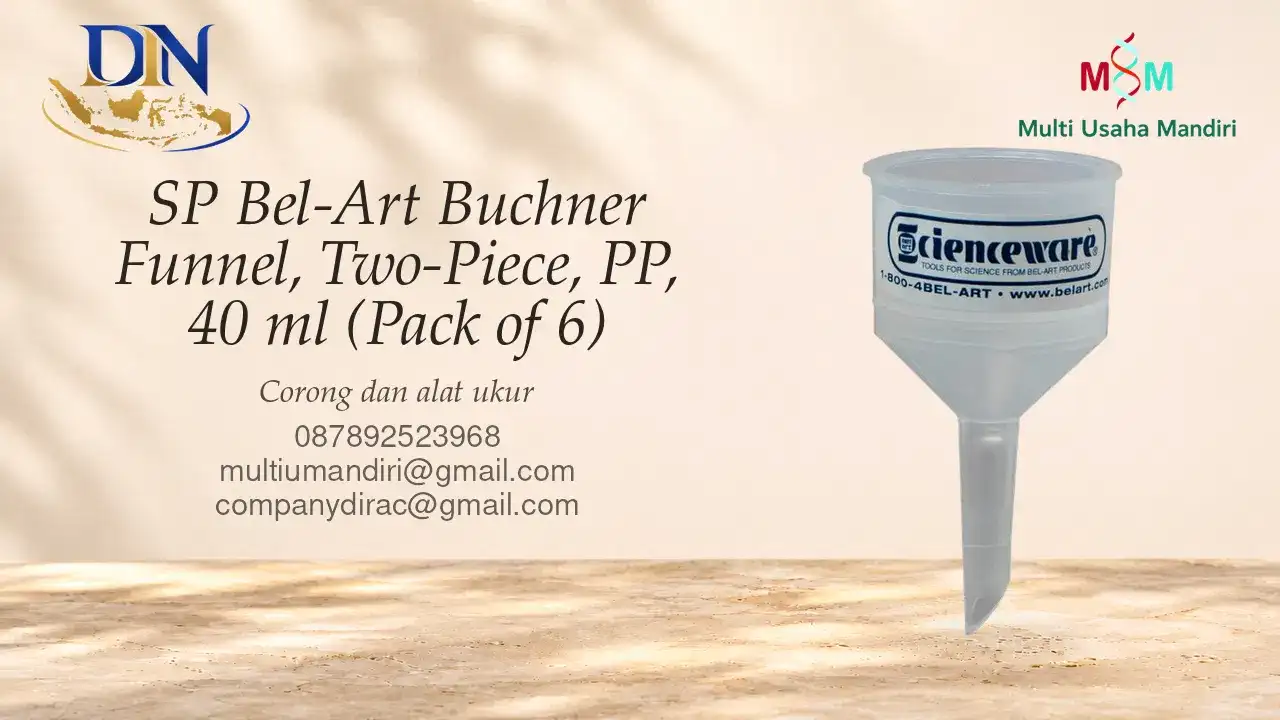 DN
M M
Multi Usaha Mandiri
SP Bel-Art Buchner
Funnel, Two-Piece, PP,
40 ml (Pack of 6)
Corong dan alat ukur
087892523968
multiumandiri@gmail.com
companydirac@gmail.com
Scienceware®
TOOLS FOR SCIENCE FROM BEL-ART PRODUCTS
1-800-4BEL-ART • www.belart.com